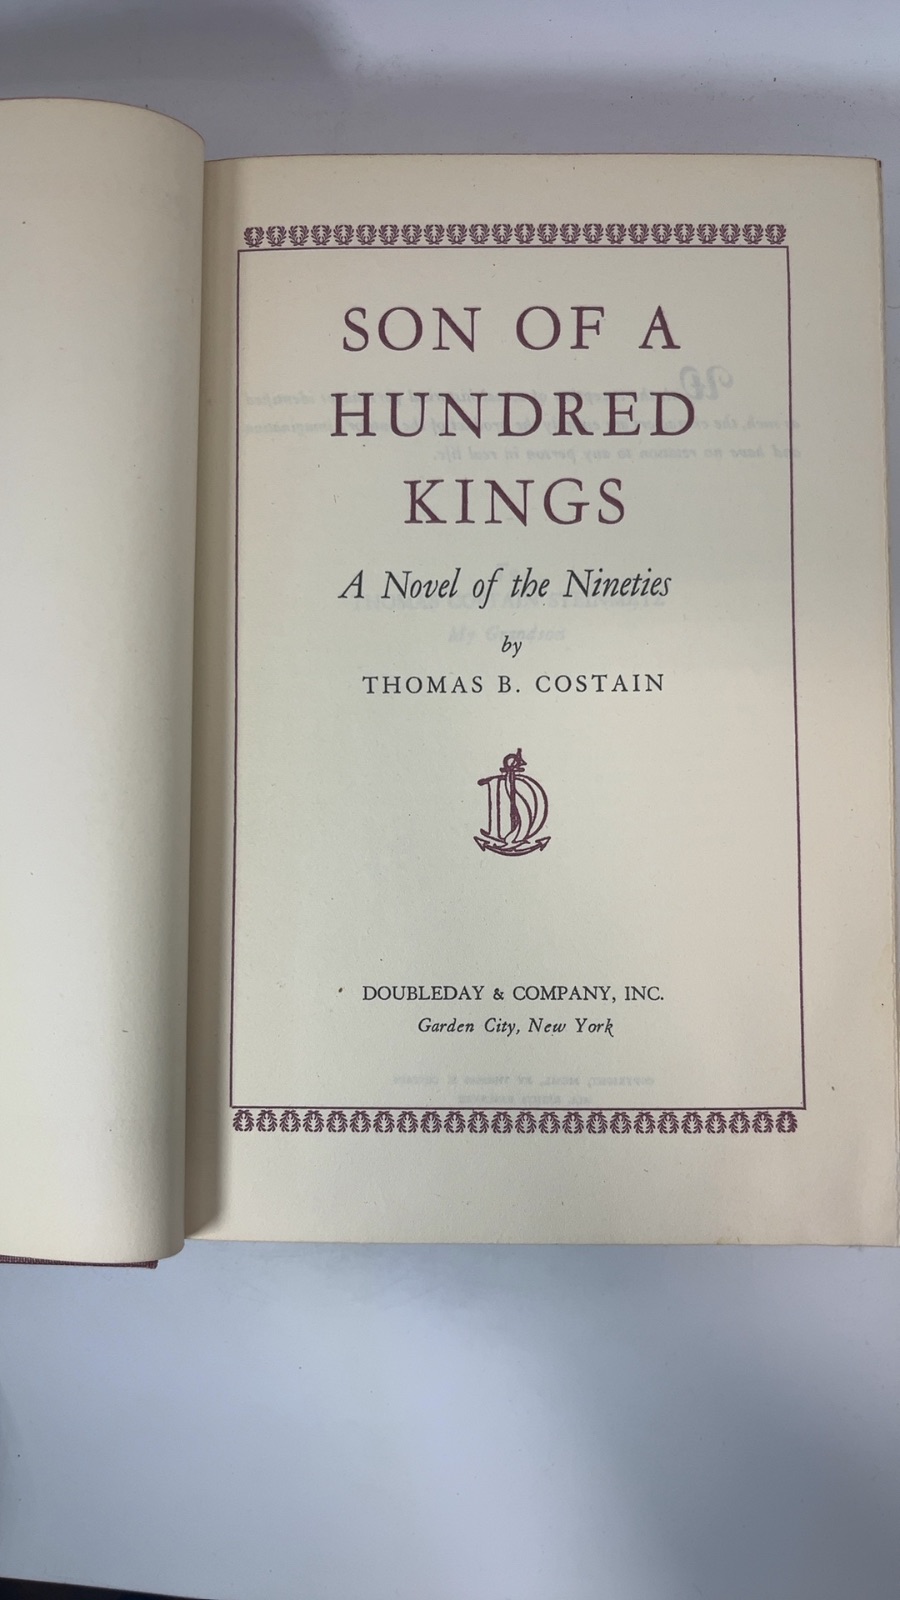 SON OF A
HUNDRED
KINGS
A Novel of the Nineties
by
THOMAS B. COSTAIN
D
DOUBLEDAY & COMPANY, INC.
Garden City, New York